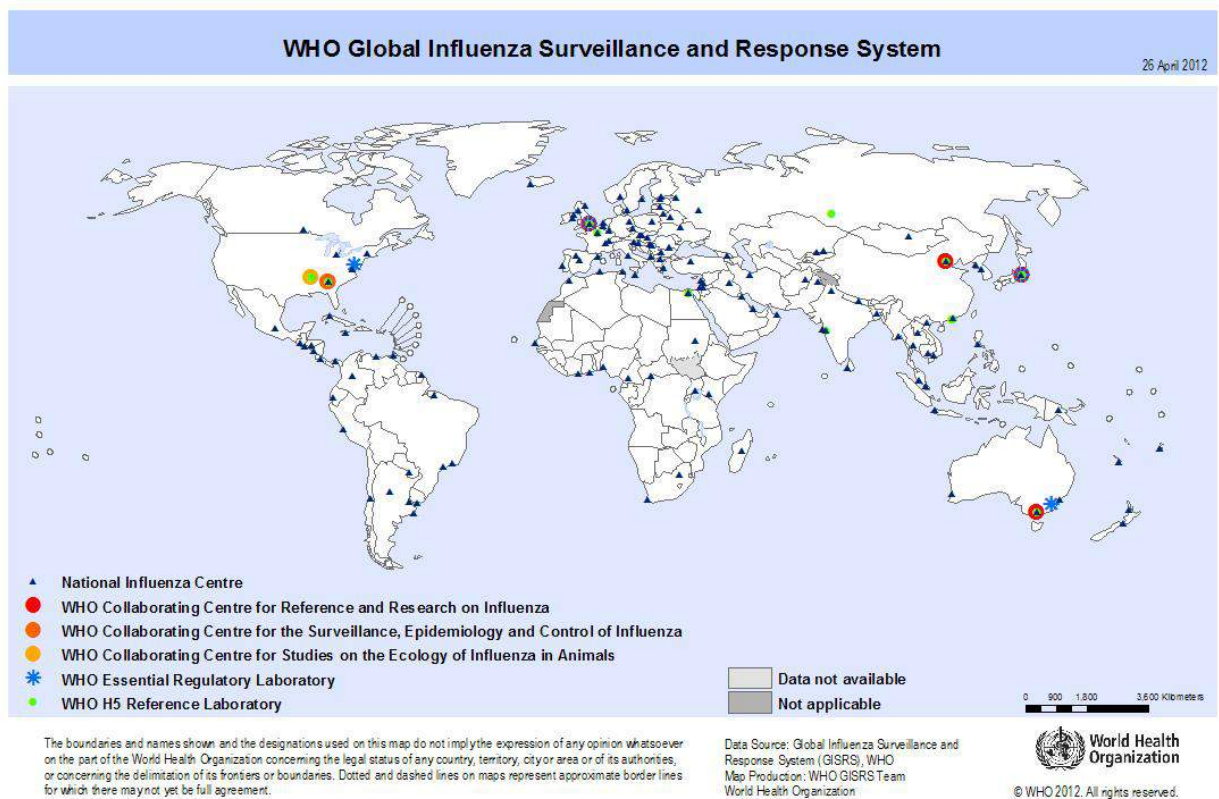 WHO Global Influenza Surveillance and Response System
26 April 2012
National Influenza Centre
WHO Collaborating Centre for Reference and Research on Influenza
WHO Collaborating Centre for the Surveillance, Epidemiology and Control of Influenza
WHO Collaborating Centre for Studies on the Ecology of Influenza in Animals
WHO Essential Regulatory Laboratory
WHO H5 Reference Laboratory
Data not available
Not applicable
0 900 1,800 3,600 Kilometers
The boundaries and names shown and the designations used on this map do not imply the expression of any opinion whatsoever
on the part of the World Health Organization concerning the legal status of any country, territory, city or area or of its authorities,
or concerning the delimitation of its frontiers or boundaries. Dotted and dashed lines on maps represent approximate border lines
for which there may not yet be full agreement.
Data Source: Global Influenza Surveillance and
Response System (GISRS), WHO
Map Production: WHO GISRS Team
World Health Organization
World Health
Organization
© WHO 2012. All rights reserved.